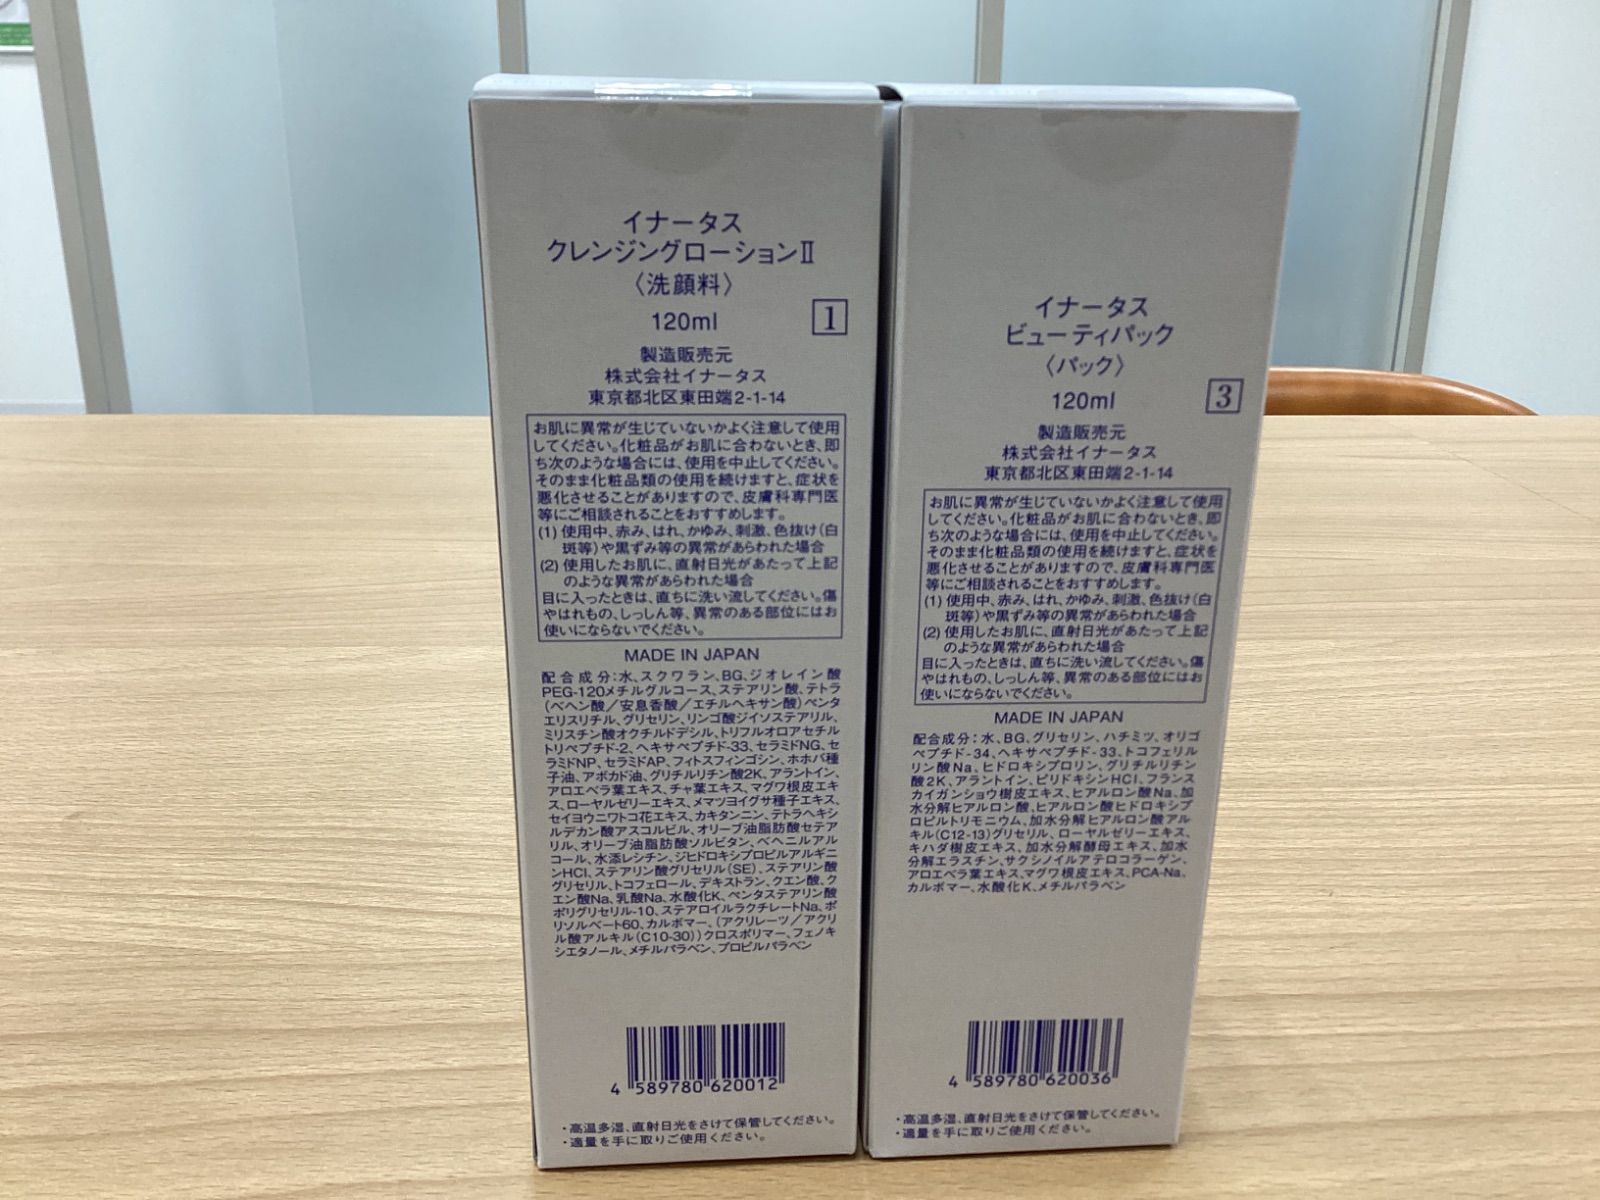 イナータス
クレンジングローションⅡ
〈洗顔料〉
120ml
1
製造販売元
株式会社イナータス
東京都北区東田端2-1-14
お肌に異常が生じていないかよく注意して使用
してください。化粧品がお肌に合わないとき、即
ち次のような場合には、使用を中止してください。
そのまま化粧品類の使用を続けますと、症状を
悪化させることがありますので、皮膚科専門医
等にご相談されることをおすすめします。
(1) 使用中、赤み、はれ、かゆみ、刺激、色抜け(白
斑等)や黒ずみ等の異常があらわれた場合
(2) 使用したお肌に、直射日光があたって上記
のような異常があらわれた場合
目に入ったときは、直ちに洗い流してください。傷
やはれもの、しっしん等、異常のある部位にはお
使いにならないでください。
MADE IN JAPAN
配合成分:水、スクワラン、BG、ジオレイン酸
PEG-120メチルグルコース、ステアリン酸、テトラ
(ベヘン酸/安息香酸/エチルヘキサン酸)ペンタ
エリスリチル、グリセリン、リンゴ酸ジイソステアリル、
ミリスチン酸オクチルドデシル、トリフルオロアセチル
トリペプチド-2、ヘキサペプチド-33、セラミドNG、セ
ラミドNP、セラミドAP、フィトスフィンゴシン、ホホバ種
子油、アボカド油、グリチルリチン酸2K、アラントイン、
アロエベラ葉エキス、チャ葉エキス、マグワ根皮エキ
ス、ローヤルゼリーエキス、メマツヨイグサ種子エキス、
セイヨウニワトコ花エキス、カキタンニン、テトラヘキシ
ルデカン酸アスコルビル、オリーブ油脂肪酸セテア
リル、オリーブ油脂肪酸ソルビタン、ベヘニルアル
コール、水添レシチン、ジヒドロキシプロピルアルギニ
ンHCl、ステアリン酸グリセリル(SE)、ステアリン酸
グリセリル、トコフェロール、デキストラン、クエン酸、ク
エン酸Na、乳酸Na、水酸化K、ペンタステアリン酸
ポリグリセリル-10、ステアロイルラクチレートNa、ポ
リソルベート60、カルボマー、(アクリレーツ/アクリ
ル酸アルキル(C10-30))クロスポリマー、フェノキ
シエタノール、メチルパラベン、プロピルパラベン
4 589780 620012
・高温多湿、直射日光をさけて保管してください。
・適量を手に取りご使用ください。
イナータス
ビューティパック
〈パック〉
120ml
3
製造販売元
株式会社イナータス
東京都北区東田端2-1-14
お肌に異常が生じていないかよく注意して使用
してください。化粧品がお肌に合わないとき、即
ち次のような場合には、使用を中止してください。
そのまま化粧品類の使用を続けますと、症状を
悪化させることがありますので、皮膚科専門医
等にご相談されることをおすすめします。
(1) 使用中、赤み、はれ、かゆみ、刺激、色抜け(白
斑等)や黒ずみ等の異常があらわれた場合
(2) 使用したお肌に、直射日光があたって上記
のような異常があらわれた場合
目に入ったときは、直ちに洗い流してください。傷
やはれもの、しっしん等、異常のある部位にはお
使いにならないでください。
MADE IN JAPAN
配合成分:水、BG、グリセリン、ハチミツ、オリゴ
ペプチド-34、ヘキサペプチド-33、トコフェリル
リン酸Na、ヒドロキシプロリン、グリチルリチン
酸2K、アラントイン、ピリドキシンHCl、フランス
カイガンショウ樹皮エキス、ヒアルロン酸Na、加
水分解ヒアルロン酸、ヒアルロン酸ヒドロキシプ
ロピルトリモニウム、加水分解ヒアルロン酸アル
キル(C12-13)グリセリル、ローヤルゼリーエキス、
キハダ樹皮エキス、加水分解酵母エキス、加水
分解エラスチン、サクシノイルアテロコラーゲン、
アロエベラ葉エキス、マグワ根皮エキス、PCA-Na、
カルボマー、水酸化K、メチルパラベン
4 589780 620036
・高温多湿、直射日光をさけて保管してください。
・適量を手に取りご使用ください。